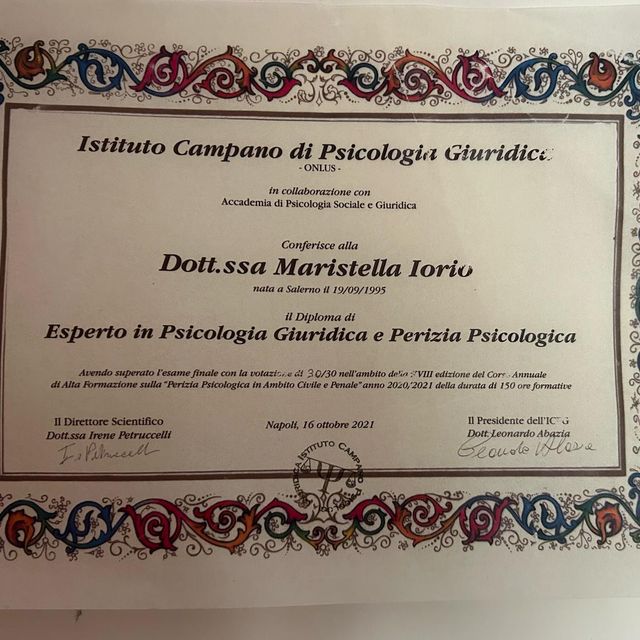 Istituto Campano di Psicologia Giuridica
- ONLUS -
in collaborazione con
Accademia di Psicologia Sociale e Giuridica
Conferisce alla
Dott.ssa Maristella Iorio
nata a Salerno il 19/09/1995
il Diploma di
Esperto in Psicologia Giuridica e Perizia Psicologica
Avendo superato l'esame finale con la votazione di 30/30 nell'ambito della edizione del Corso Annuale
di Alta Formazione sulla "Perizia Psicologica in Ambito Civile e Penale" anno 2020/2021 della durata di 150 ore formative
Il Direttore Scientifico
Dott.ssa Irene Petruccelli
Napoli, 16 ottobre 2021
Il Presidente dell'ICPG
Dott. Leonardo Abazia